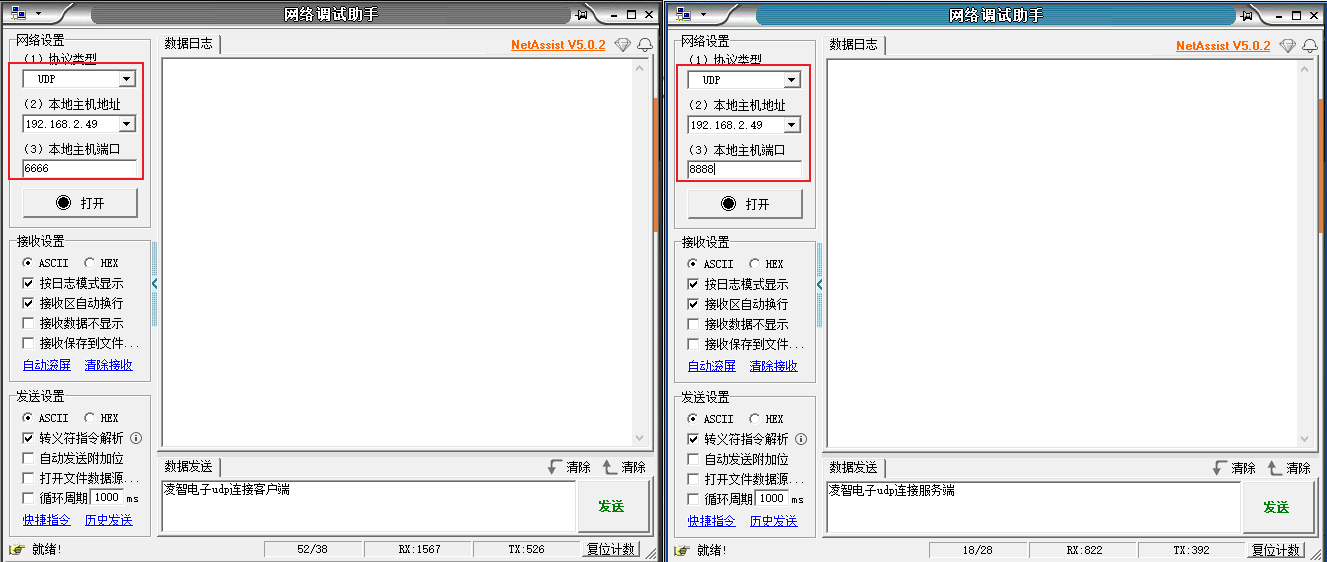 网络调试助手
网络设置
(1) 协议类型
UDP
(2) 本地主机地址
192.168.2.49
(3) 本地主机端口
6666
打开
接收设置
ASCII HEX
按日志模式显示
接收区自动换行
接收数据不显示
接收保存到文件...
自动滚屏 清除接收
发送设置
ASCII HEX
转义符指令解析
自动发送附加位
打开文件数据源...
循环周期 1000 ms
快捷指令 历史发送
数据日志
NetAssist V5.0.2
数据发送 清除 清除
凌智电子udp连接客户端
发送
就绪! 52/38 RX:1567 TX:526 复位计数
网络调试助手
网络设置
(1) 协议类型
UDP
(2) 本地主机地址
192.168.2.49
(3) 本地主机端口
8888
打开
接收设置
ASCII HEX
按日志模式显示
接收区自动换行
接收数据不显示
接收保存到文件...
自动滚屏 清除接收
发送设置
ASCII HEX
转义符指令解析
自动发送附加位
打开文件数据源...
循环周期 1000 ms
快捷指令 历史发送
数据日志
NetAssist V5.0.2
数据发送 清除 清除
凌智电子udp连接服务端
发送
就绪! 18/28 RX:822 TX:392 复位计数